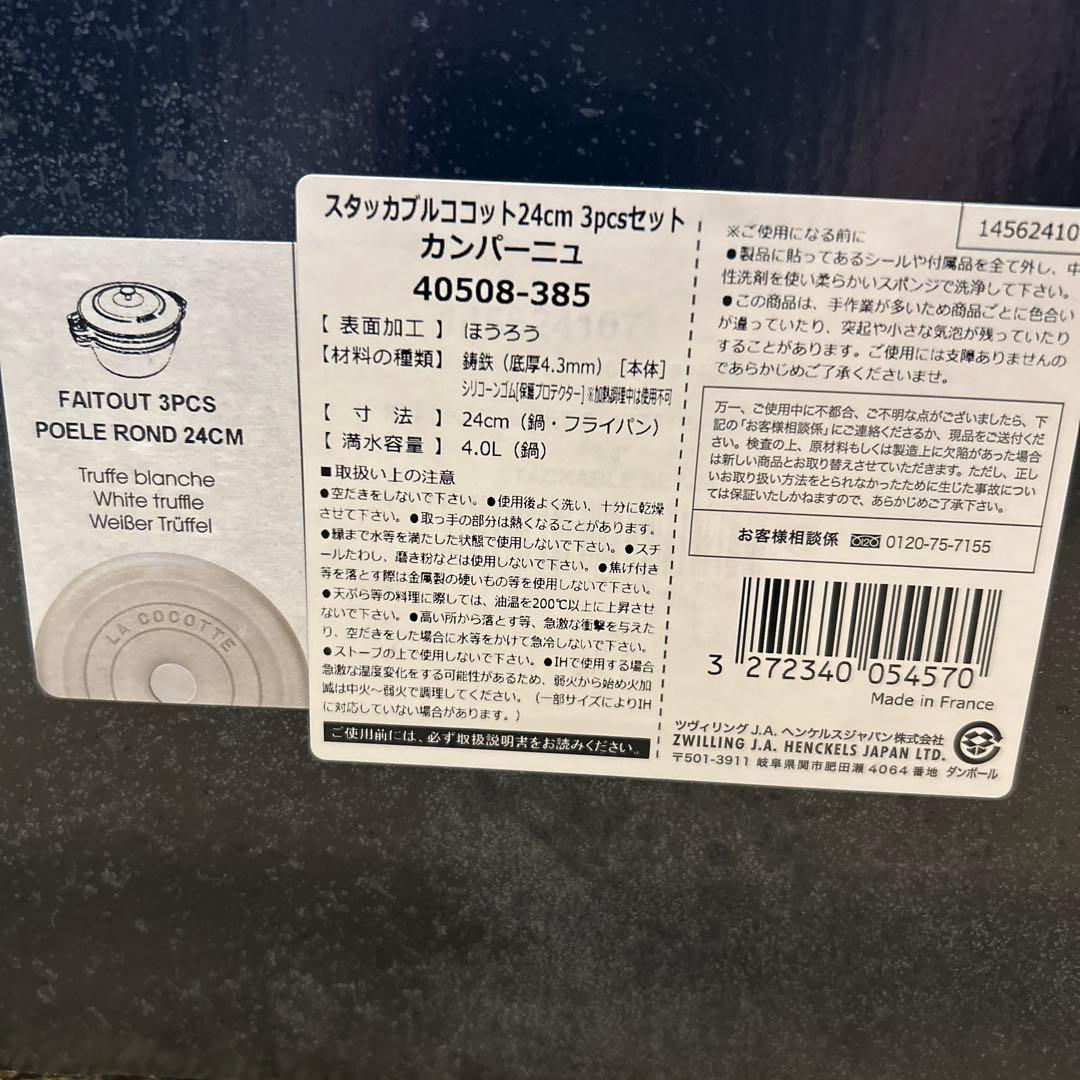 FAITOUT 3PCS
POELE ROND 24CM
Truffe blanche
White truffle
Weißer Trüffel
LA COCOTTE
スタッカブルココット24cm 3pcsセット
カンパーニュ
40508-385
【 表面加工 】 ほうろう
【材料の種類】 鋳鉄（底厚4.3mm）［本体］
シリコーンゴム[保護プロテクター] ※加熱調理中は使用不可
【 寸 法 】 24cm（鍋・フライパン）
【 満水容量 】 4.0L（鍋）
■取扱い上の注意
●空だきをしないで下さい。●使用後よく洗い、十分に乾燥
させて下さい。●取っ手の部分は熱くなることがあります。
●縁まで水等を満たした状態で使用しないで下さい。●スチ
ールたわし、磨き粉などは使用しないで下さい。●焦げ付き
等を落とす際は金属製の硬いもの等を使用しないで下さい。
●天ぷら等の料理に際しては、油温を200℃以上に上昇させ
ないで下さい。●高い所から落とす等、急激な衝撃を与えた
り、空だきをした場合に水等をかけて急冷しないで下さい。
●ストーブの上で使用しないで下さい。●IHで使用する場合
急激な温度変化をする可能性があるため、弱火から始め火加
減は中火～弱火で調理してください。（一部サイズによりIH
に対応していない場合があります。）
ご使用前には、必ず取扱説明書をお読みください。
14562410
※ご使用になる前に
●製品に貼ってあるシールや付属品を全て外し、中
性洗剤を使い柔らかいスポンジで洗浄して下さい。
●この商品は、手作業が多いため商品ごとに色合い
が違っていたり、突起や小さな気泡が残っていたり
することがあります。ご使用には支障ありませんの
であらかじめご了承くださいませ。
万一、ご使用中に不都合、ご不明な点がございましたら、下
記の「お客様相談係」にご連絡くださるか、現品をご送付くださ
い。検査の上、原材料もしくは製造上に欠陥があった場合
は新しい商品とお取り替えさせていただきます。ただし、正し
いお取り扱い方法をとられなかったために生じた事故につい
ては保証いたしかねますので、あらかじめご了承下さい。
お客様相談係 0120-75-7155
3 272340 054570
Made in France
ツヴィリング J.A. ヘンケルスジャパン株式会社
ZWILLING J.A. HENCKELS JAPAN LTD.
〒501-3911 岐阜県関市肥田瀬 4064 番地 ダンボール